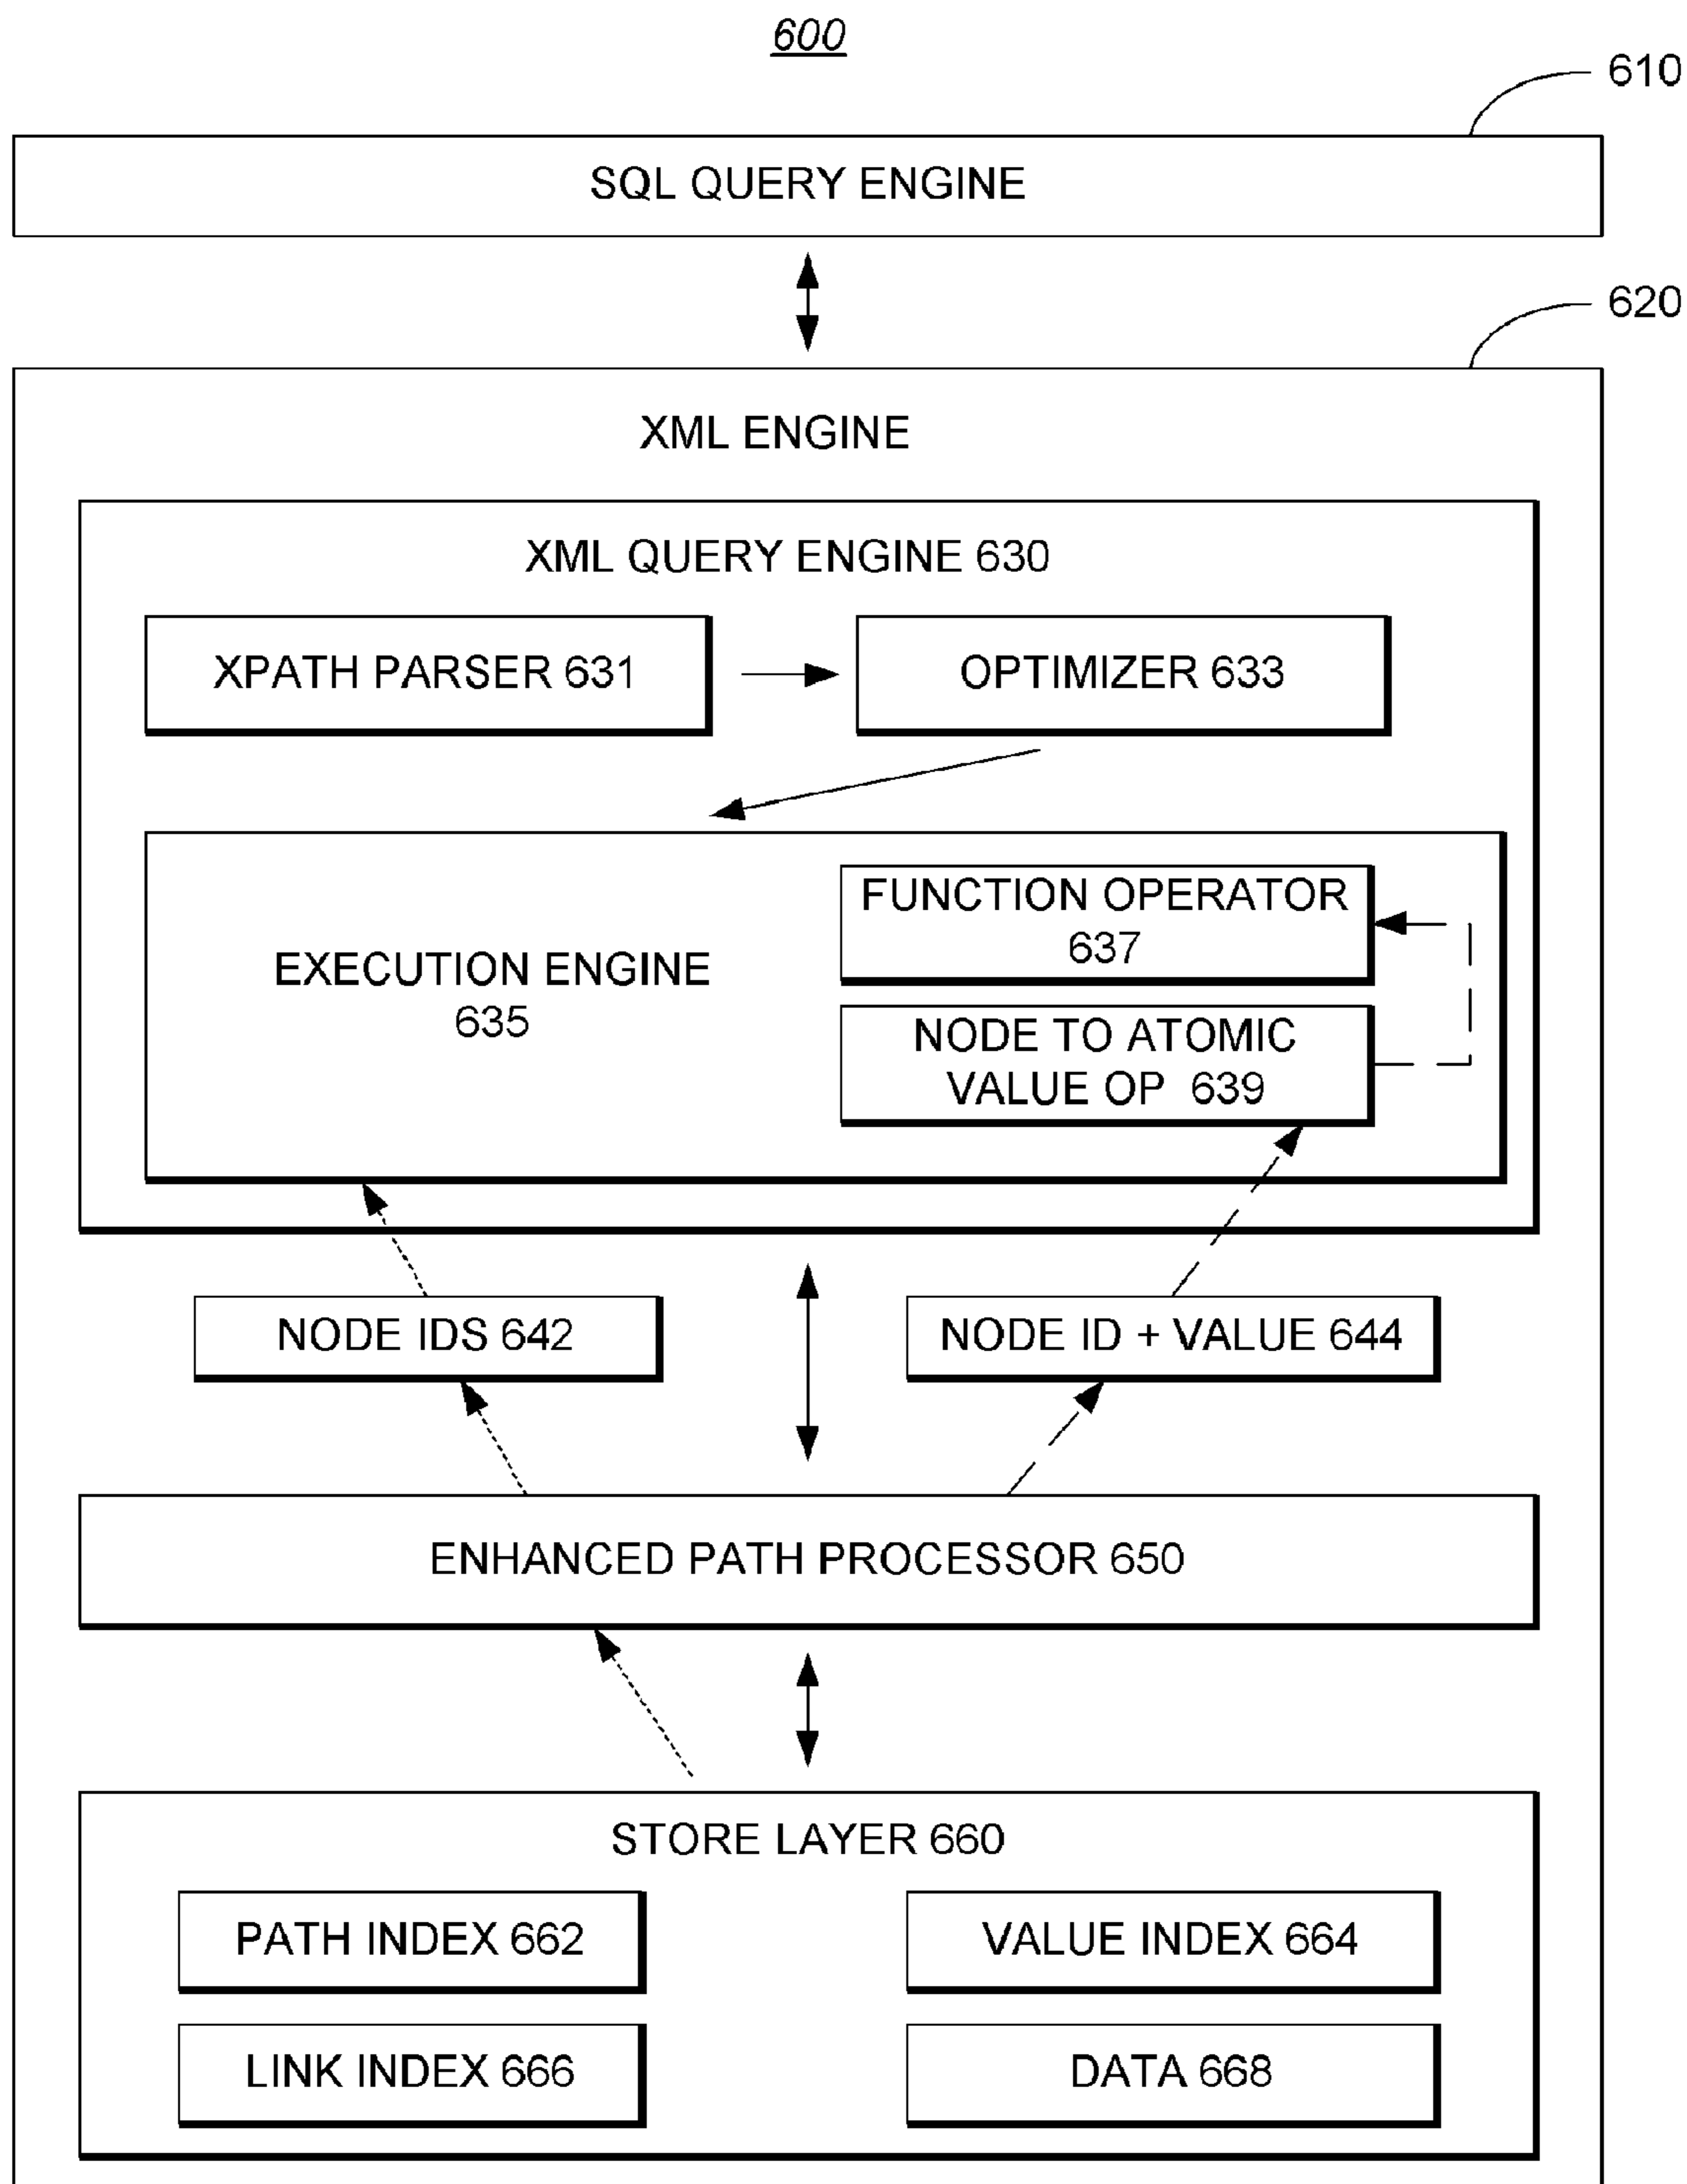 600
610
SQL QUERY ENGINE
620
XML ENGINE
XML QUERY ENGINE 630
XPATH PARSER 631
OPTIMIZER 633
FUNCTION OPERATOR
637
EXECUTION ENGINE
635
NODE TO ATOMIC
VALUE OP 639
NODE IDS 642
NODE ID + VALUE 644
ENHANCED PATH PROCESSOR 650
STORE LAYER 660
PATH INDEX 662
VALUE INDEX 664
LINK INDEX 666
DATA 668